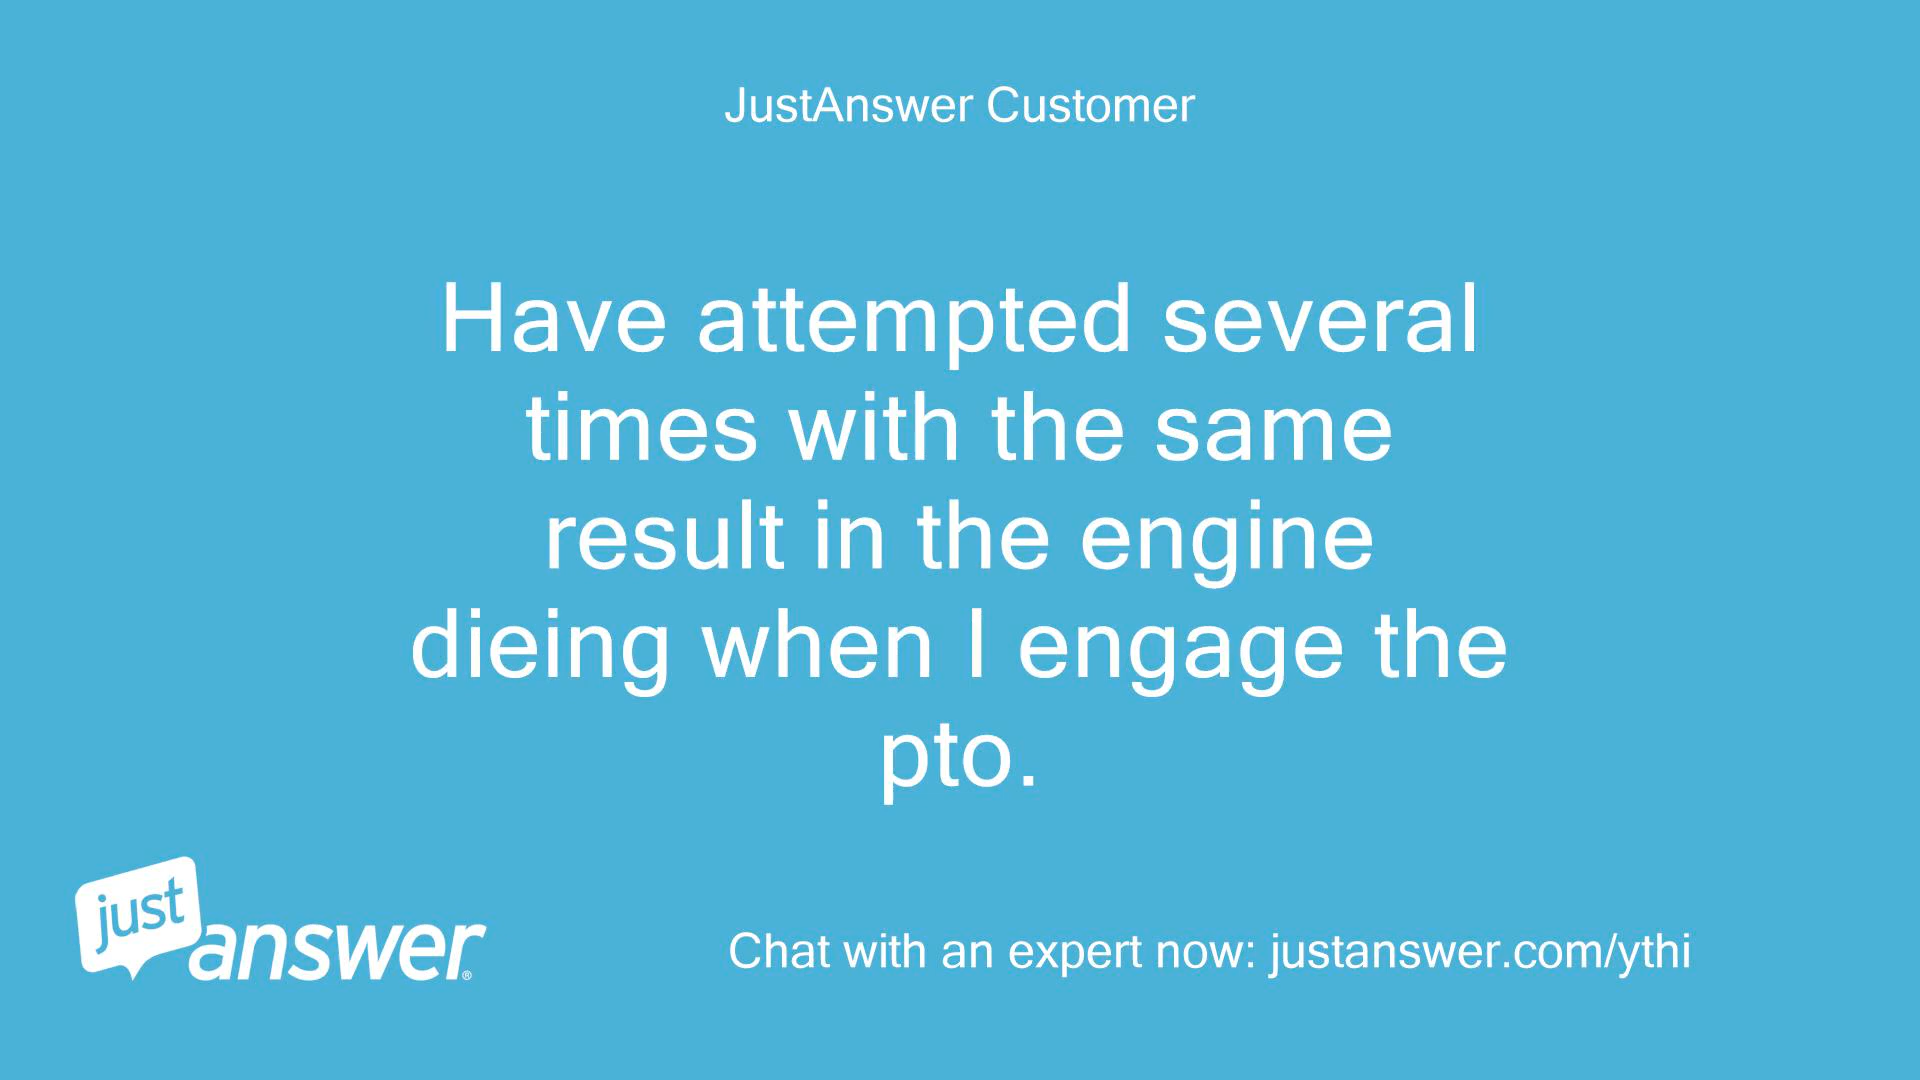 JustAnswer Customer
Have attempted several
times with the same
result in the engine
dieing when I engage the
pto.
just
answer®
Chat with an expert now: justanswer.com/ythi